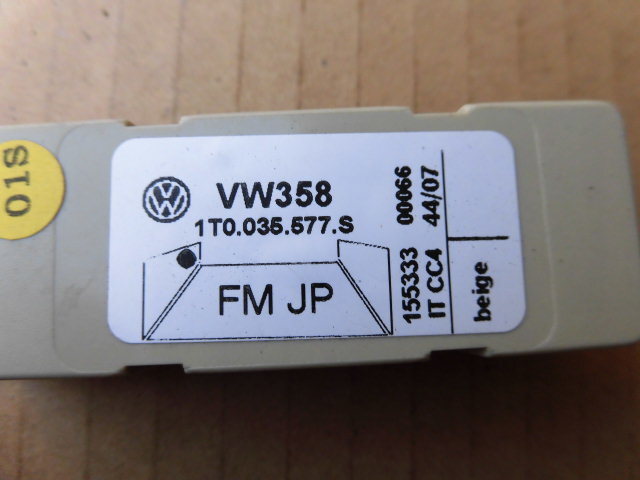 01S
VW358
1T0.035.577.S
FM JP
155333 00066
IT CC4 44/07
beige